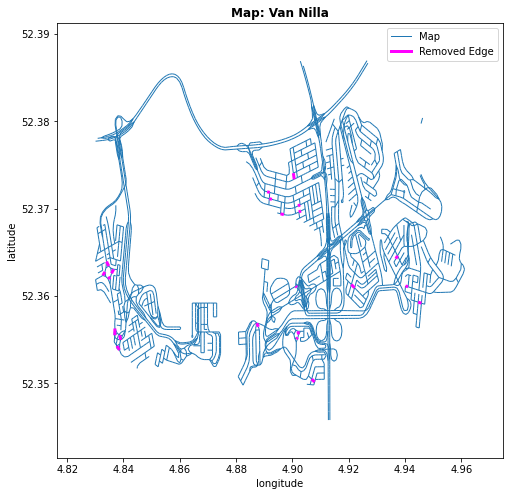 Map: Van Nilla
Map
Removed Edge
52.39
52.38
52.37
52.36
52.35
latitude
4.82
4.84
4.86
4.88
4.90
4.92
4.94
4.96
longitude